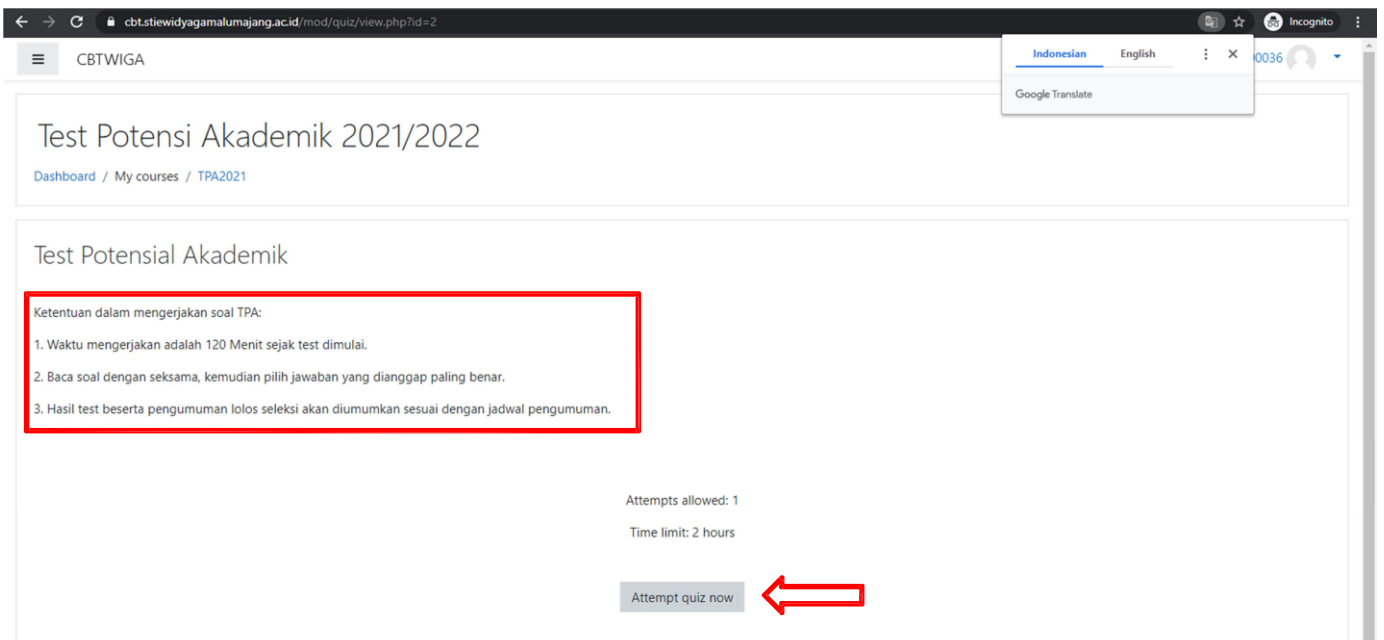 cbt.stiewidyagamalumajang.ac.id/mod/quiz/view.php?id=2
Incognito
CBTWIGA
Indonesian English
0036
Google Translate
Test Potensi Akademik 2021/2022
Dashboard / My courses / TPA2021
Test Potensial Akademik
Ketentuan dalam mengerjakan soal TPA:
1. Waktu mengerjakan adalah 120 Menit sejak test dimulai.
2. Baca soal dengan seksama, kemudian pilih jawaban yang dianggap paling benar.
3. Hasil test beserta pengumuman lolos seleksi akan diumumkan sesuai dengan jadwal pengumuman.
Attempts allowed: 1
Time limit: 2 hours
Attempt quiz now